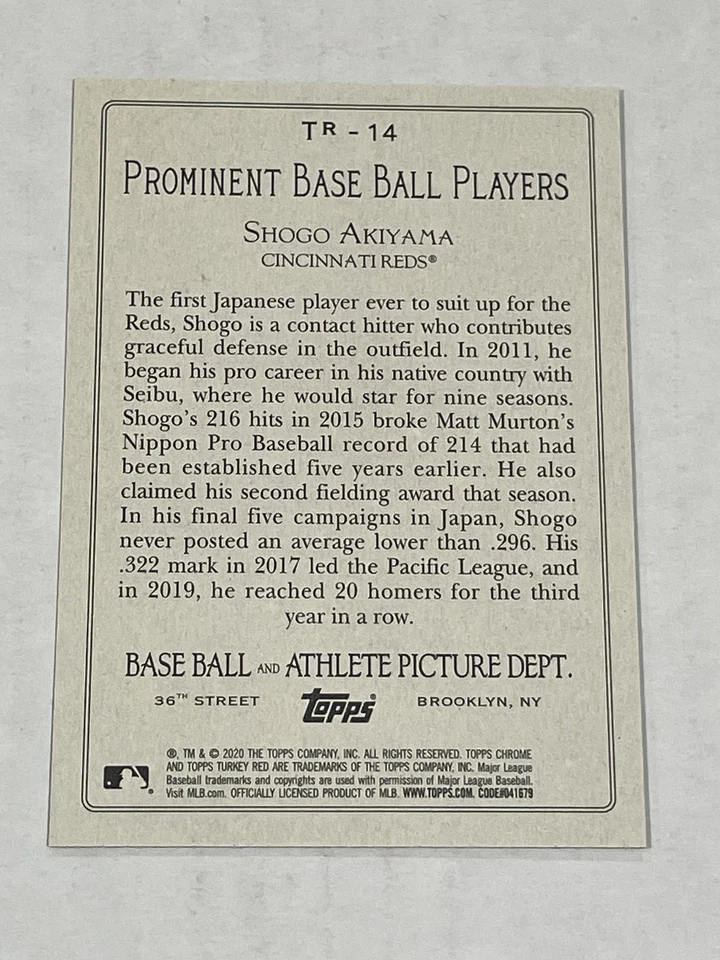 TR - 14
PROMINENT BASE BALL PLAYERS
SHOGO AKIYAMA
CINCINNATI REDS®
The first Japanese player ever to suit up for the
Reds, Shogo is a contact hitter who contributes
graceful defense in the outfield. In 2011, he
began his pro career in his native country with
Seibu, where he would star for nine seasons.
Shogo's 216 hits in 2015 broke Matt Murton's
Nippon Pro Baseball record of 214 that had
been established five years earlier. He also
claimed his second fielding award that season.
In his final five campaigns in Japan, Shogo
never posted an average lower than .296. His
.322 mark in 2017 led the Pacific League, and
in 2019, he reached 20 homers for the third
year in a row.
BASE BALL AND ATHLETE PICTURE DEPT.
36TH STREET Topps® BROOKLYN, NY
®, TM & © 2020 THE TOPPS COMPANY, INC. ALL RIGHTS RESERVED. TOPPS CHROME
AND TOPPS TURKEY RED ARE TRADEMARKS OF THE TOPPS COMPANY, INC. Major League
Baseball trademarks and copyrights are used with permission of Major League Baseball.
Visit MLB.com. OFFICIALLY LICENSED PRODUCT OF MLB. WWW.TOPPS.COM. CODE#041679